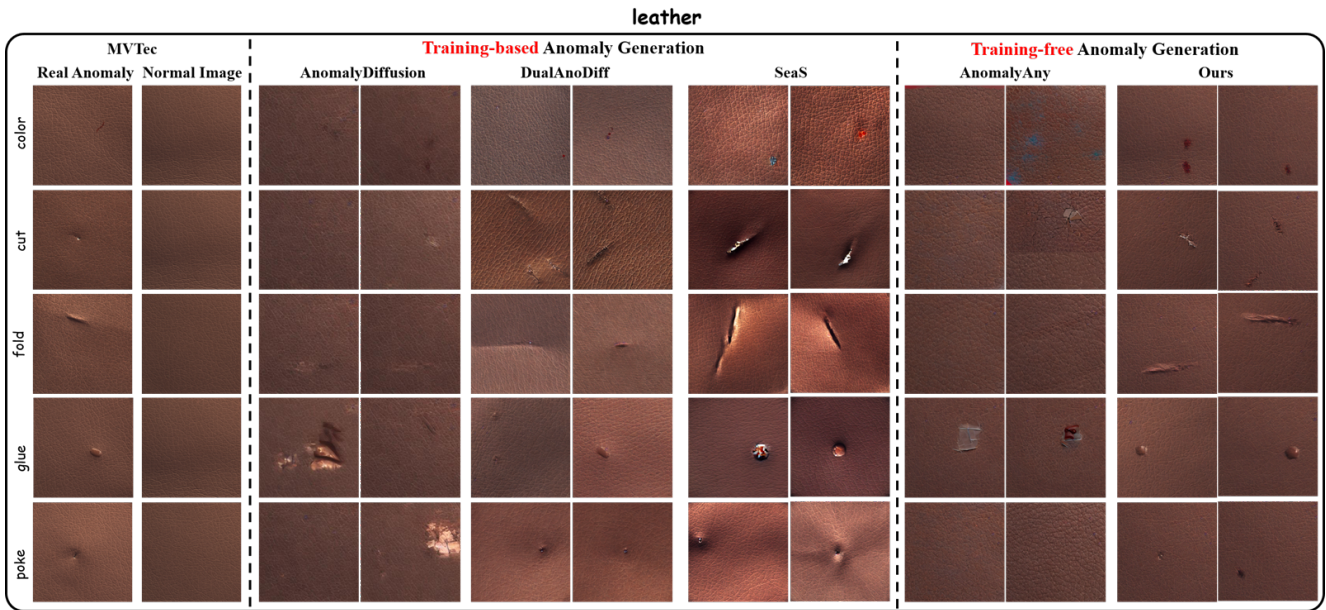 leather
MVTec
Training-based Anomaly Generation
Training-free Anomaly Generation
Real Anomaly
Normal Image
AnomalyDiffusion
DualAnoDiff
SeaS
AnomalyAny
Ours
color
cut
fold
glue
poke